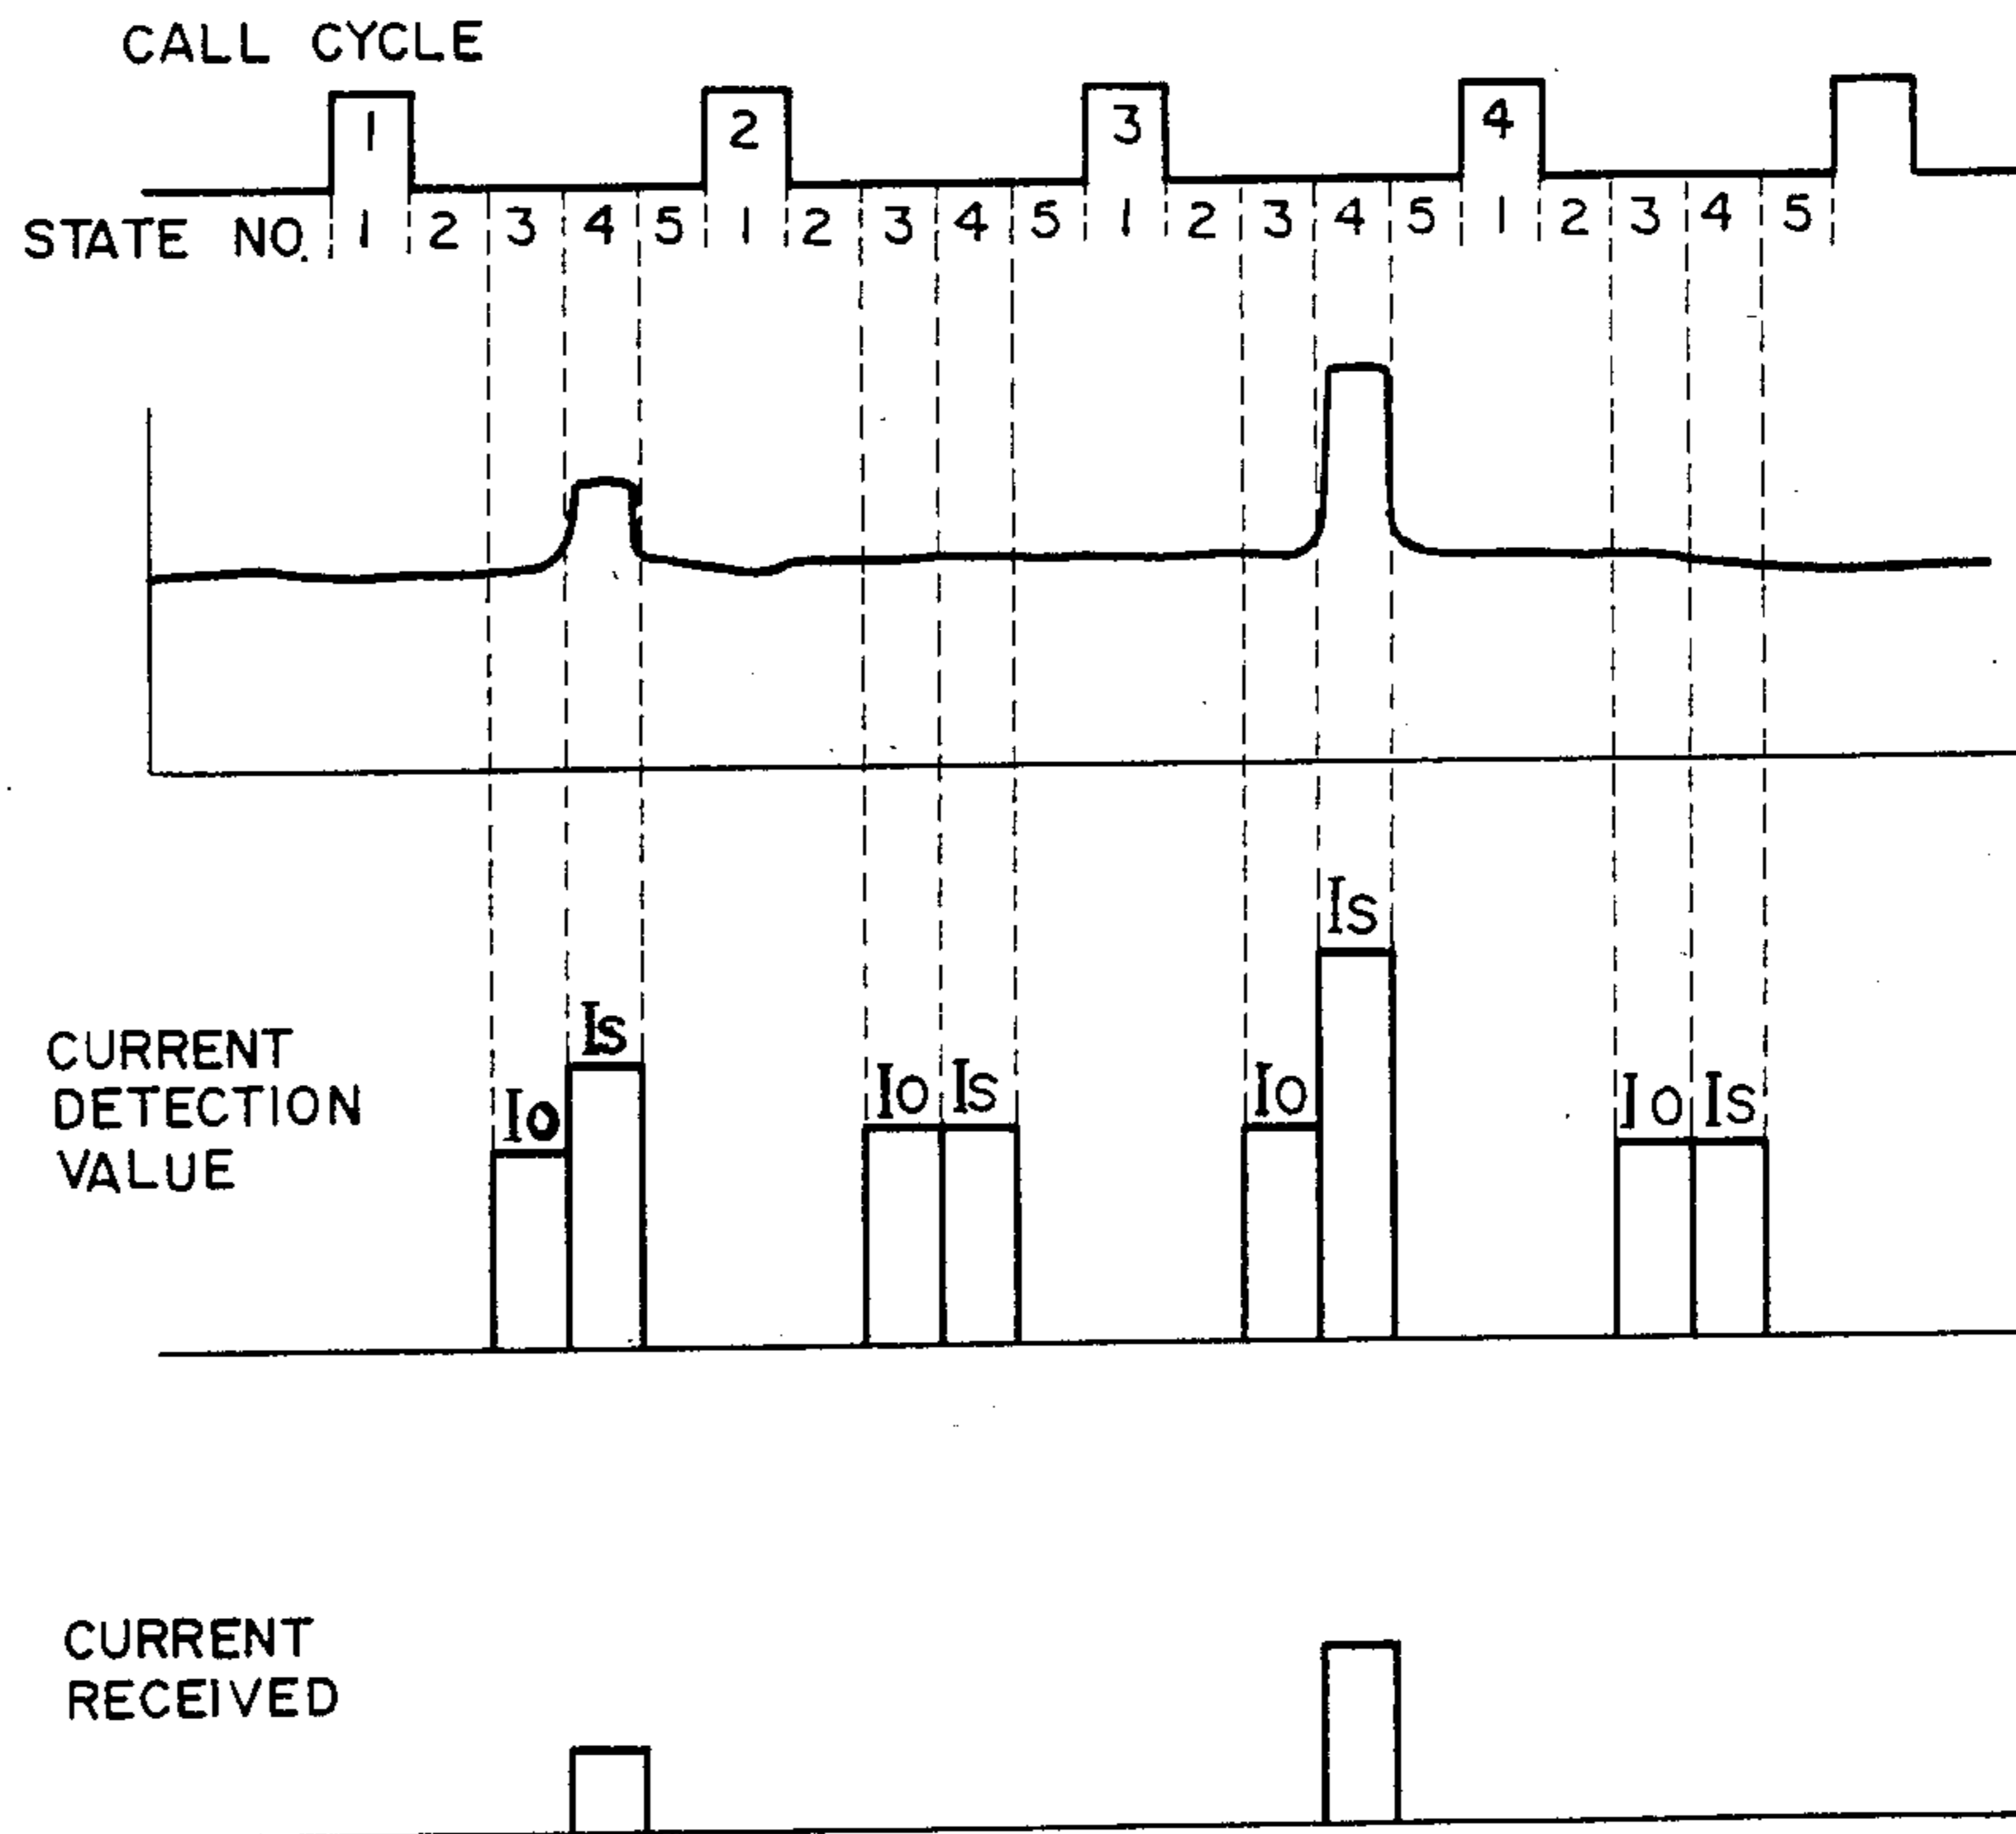 CALL CYCLE
1 2 3 4
STATE NO. 1 2 3 4 5 1 2 3 4 5 1 2 3 4 5 1 2 3 4 5
Is
Is
Io Is
Io
Io
Io Is
CURRENT
DETECTION
VALUE
Io
CURRENT
RECEIVED